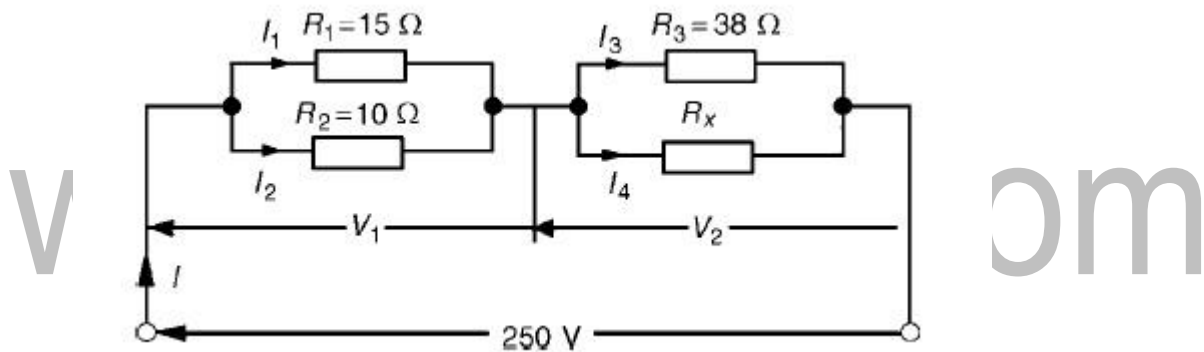 I1 R1=15 Ω
I3 R3=38 Ω
R2=10 Ω
Rx
I2
I4
V1
V2
I
250 V